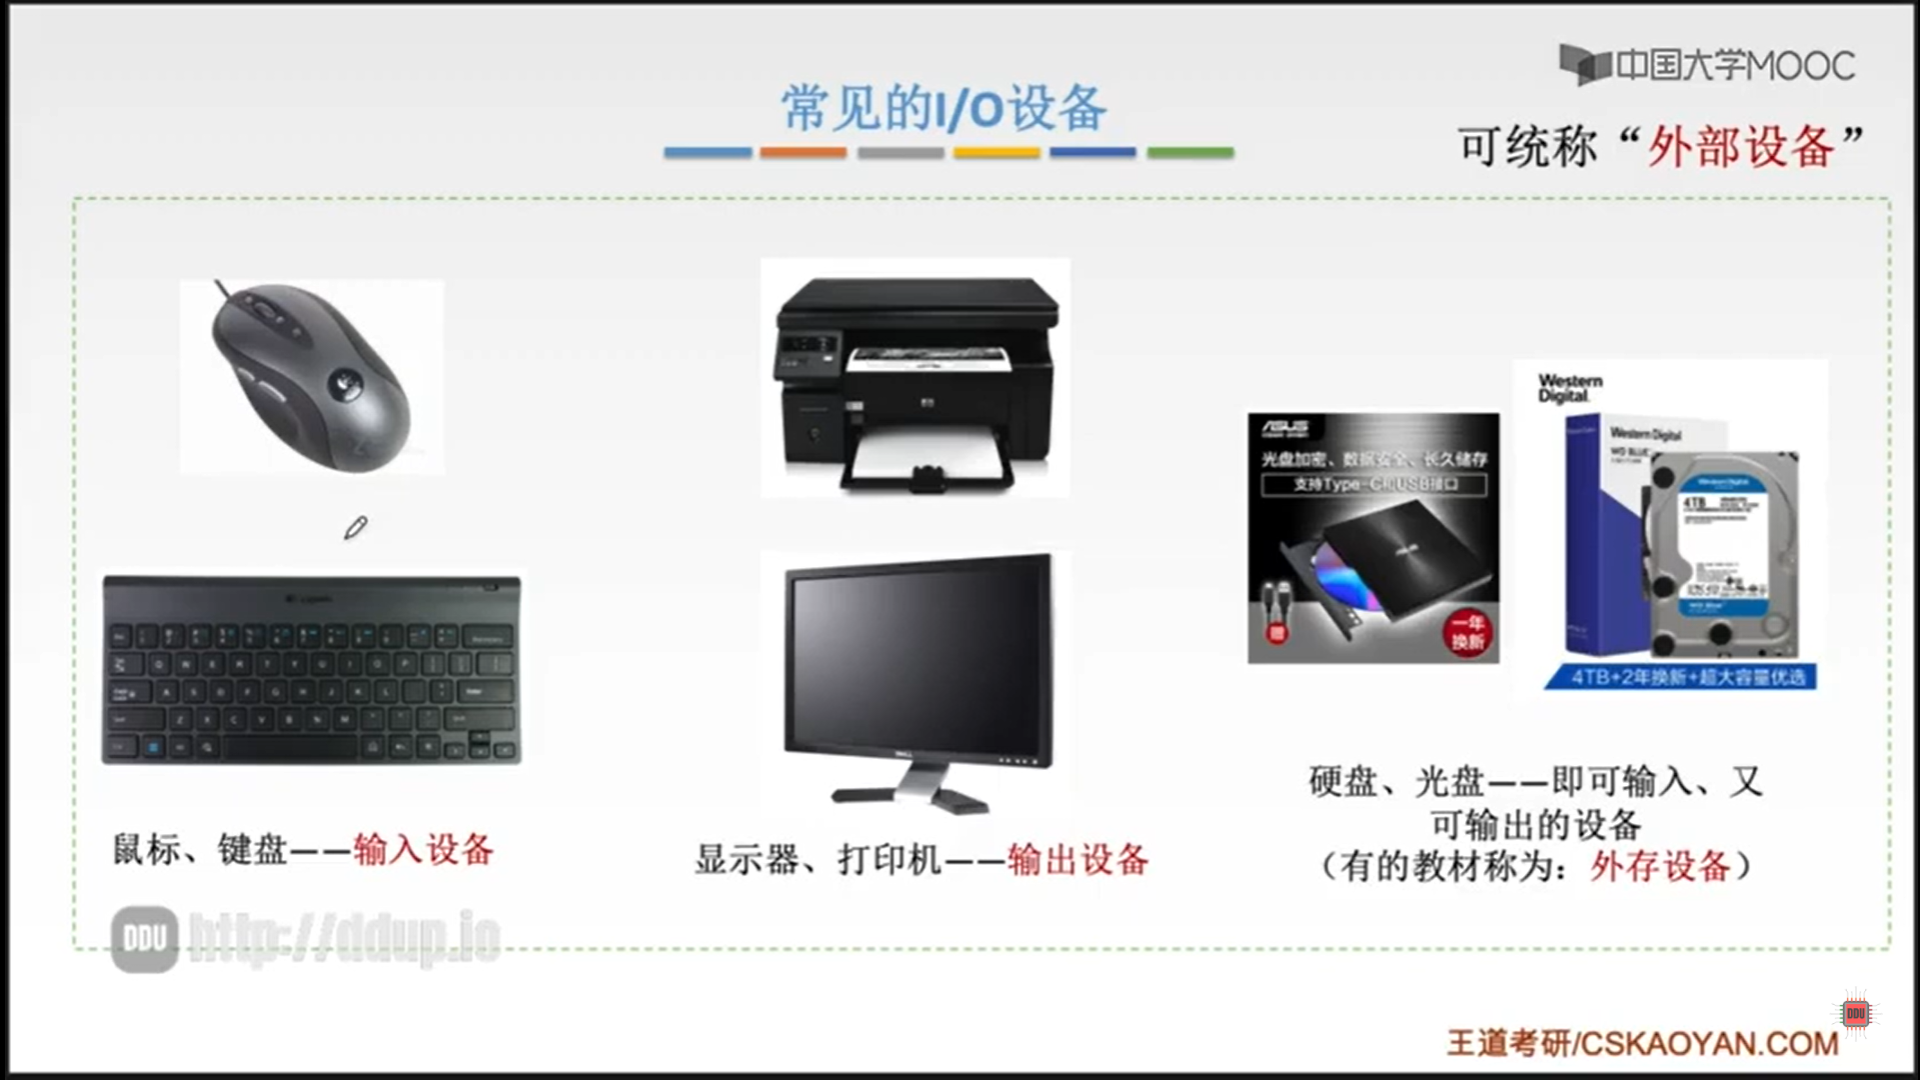 中国大学MOOC
常见的I/O设备
可统称“外部设备”
Western
Digital
ASUS
光盘加密、数据安全、长久储存
支持Type-C和USB接口
赠
一年
换新
Western Digital
WD BLUE
Western Digital
4TB
4TB+2年换新+超大容量优选
鼠标、键盘——输入设备
显示器、打印机——输出设备
硬盘、光盘——即可输入、又
可输出的设备
（有的教材称为：外存设备）
DDU http://ddup.io
DDU
王道考研/CSKAOYAN.COM